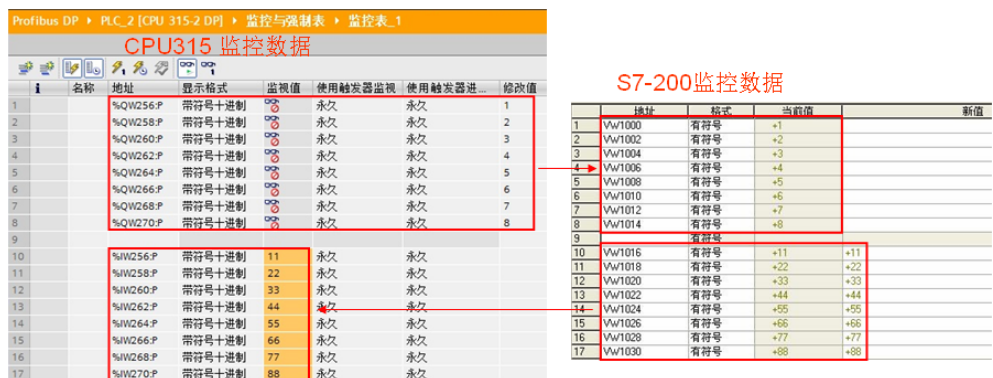 Profibus DP ▸ PLC_2 [CPU 315-2 DP] ▸ 监控与强制表 ▸ 监控表_1
CPU315 监控数据
i 名称 地址 显示格式 监视值 使用触发器监视 使用触发器进... 修改值
1 %QW256:P 带符号十进制 永久 永久 1
2 %QW258:P 带符号十进制 永久 永久 2
3 %QW260:P 带符号十进制 永久 永久 3
4 %QW262:P 带符号十进制 永久 永久 4
5 %QW264:P 带符号十进制 永久 永久 5
6 %QW266:P 带符号十进制 永久 永久 6
7 %QW268:P 带符号十进制 永久 永久 7
8 %QW270:P 带符号十进制 永久 永久 8
9
10 %IW256:P 带符号十进制 11 永久 永久
11 %IW258:P 带符号十进制 22 永久 永久
12 %IW260:P 带符号十进制 33 永久 永久
13 %IW262:P 带符号十进制 44 永久 永久
14 %IW264:P 带符号十进制 55 永久 永久
15 %IW266:P 带符号十进制 66 永久 永久
16 %IW268:P 带符号十进制 77 永久 永久
17 %IW270:P 带符号十进制 88 永久 永久
S7-200监控数据
地址 格式 当前值 新值
1 VW1000 有符号 +1
2 VW1002 有符号 +2
3 VW1004 有符号 +3
4 VW1006 有符号 +4
5 VW1008 有符号 +5
6 VW1010 有符号 +6
7 VW1012 有符号 +7
8 VW1014 有符号 +8
9 有符号
10 VW1016 有符号 +11 +11
11 VW1018 有符号 +22 +22
12 VW1020 有符号 +33 +33
13 VW1022 有符号 +44 +44
14 VW1024 有符号 +55 +55
15 VW1026 有符号 +66 +66
16 VW1028 有符号 +77 +77
17 VW1030 有符号 +88 +88